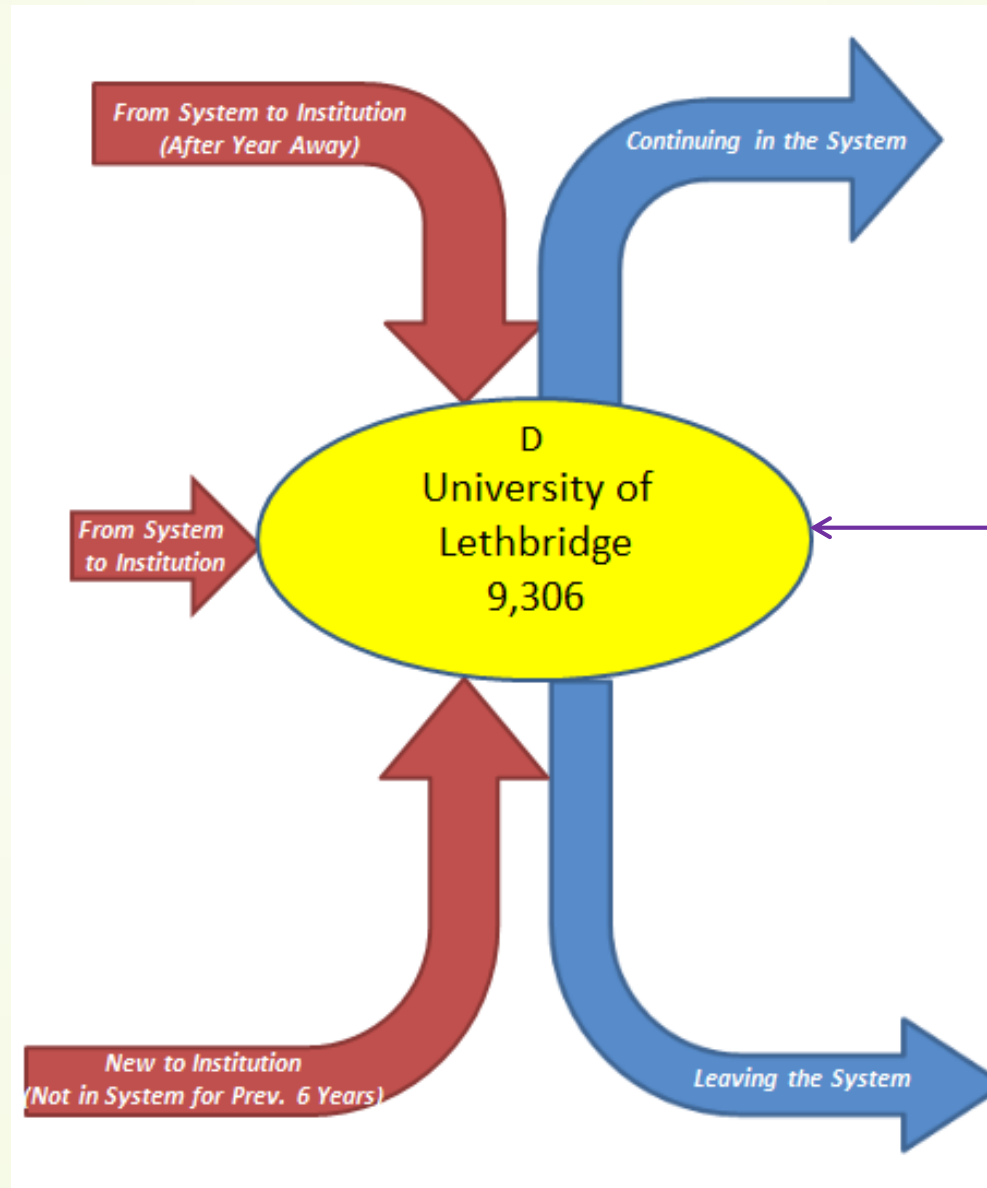 From System to Institution
(After Year Away)
Continuing in the System
D
University of
Lethbridge
9,306
From System
to Institution
New to Institution
(Not in System for Prev. 6 Years)
Leaving the System